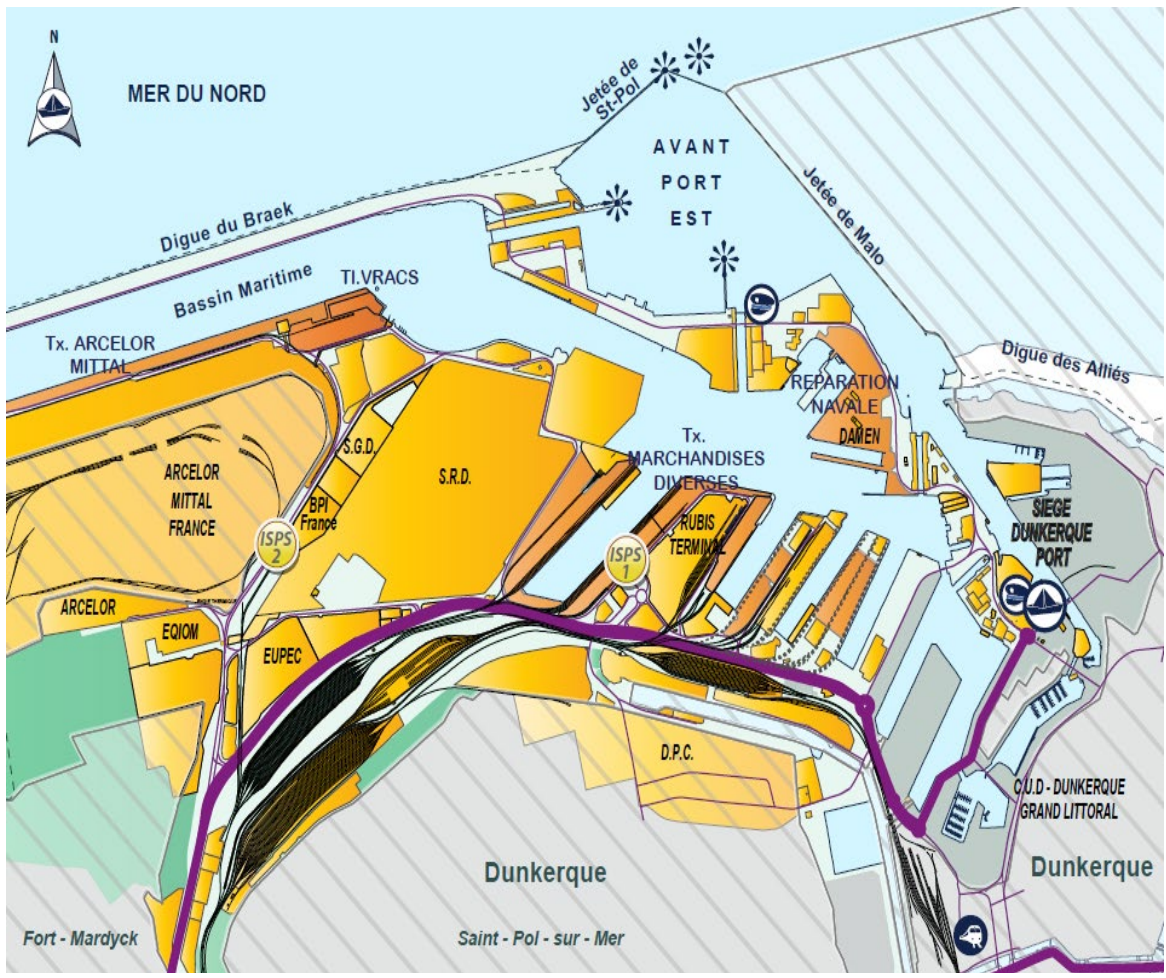 N
MER DU NORD
Jetée de
St-Pol
AVANT
PORT
EST
Jetée de Malo
Digue du Braek
Bassin Maritime
TI.VRACS
Tx. ARCELOR
MITTAL
Digue des Alliés
REPARATION
NAVALE
DAMEN
Tx.
MARCHANDISES
DIVERSES
S.G.D.
S.R.D.
ARCELOR
MITTAL
FRANCE
BPI
France
ISPS
2
RUBIS
TERMINAL
ISPS
1
SIEGE
DUNKERQUE
PORT
ARCELOR
EQIOM
EUPEC
D.P.C.
C.U.D - DUNKERQUE
GRAND LITTORAL
Dunkerque
Dunkerque
Fort - Mardyck
Saint - Pol - sur - Mer